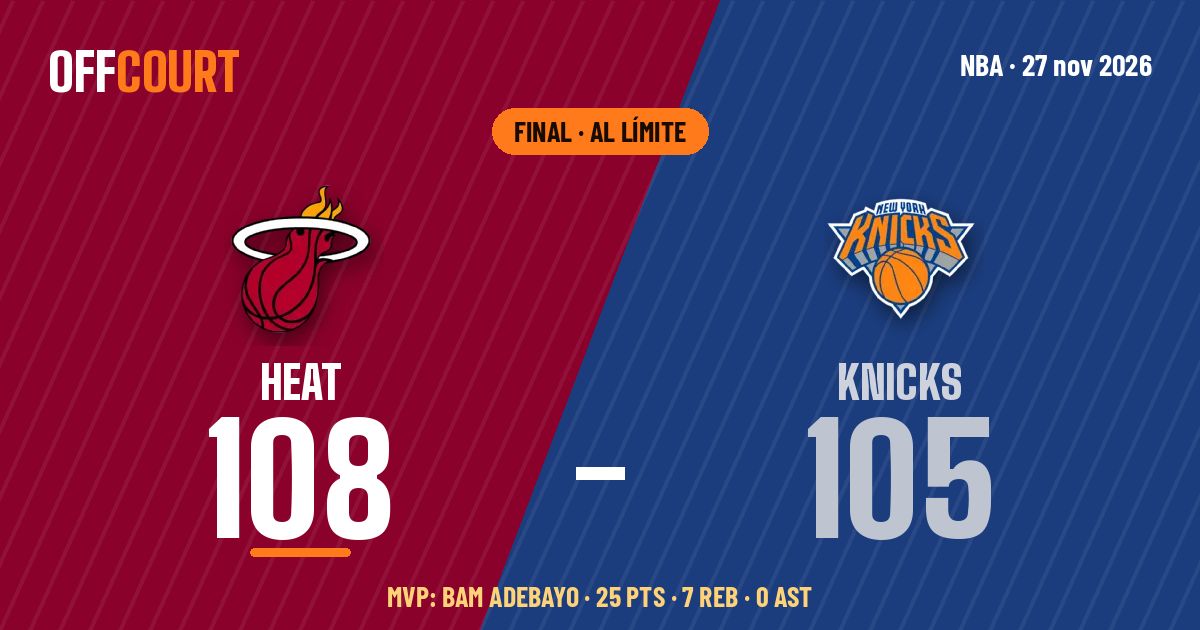 OFFCOURT
NBA · 27 nov 2026
FINAL · AL LÍMITE
NEW YORK
KNICKS
HEAT
KNICKS
108
–
105
MVP: BAM ADEBAYO · 25 PTS · 7 REB · 0 AST